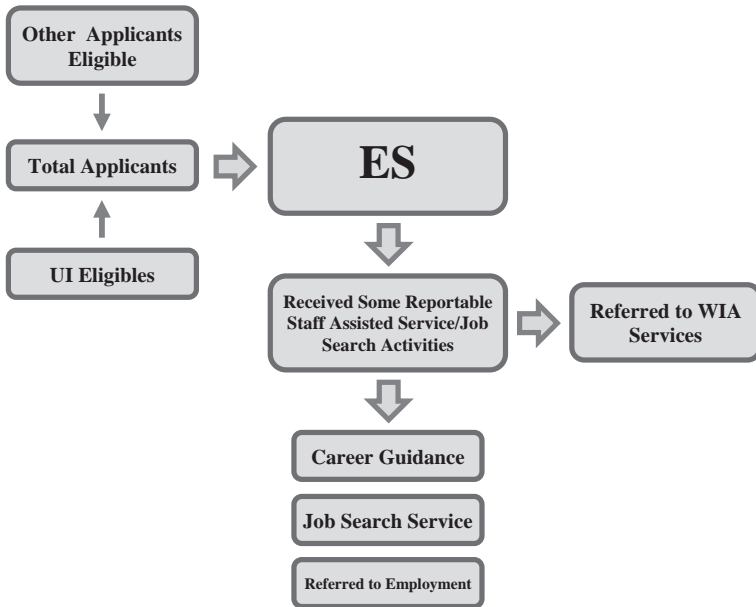 Other Applicants
Eligible
Total Applicants
ES
UI Eligibles
Received Some Reportable
Staff Assisted Service/Job
Search Activities
Referred to WIA
Services
Career Guidance
Job Search Service
Referred to Employment